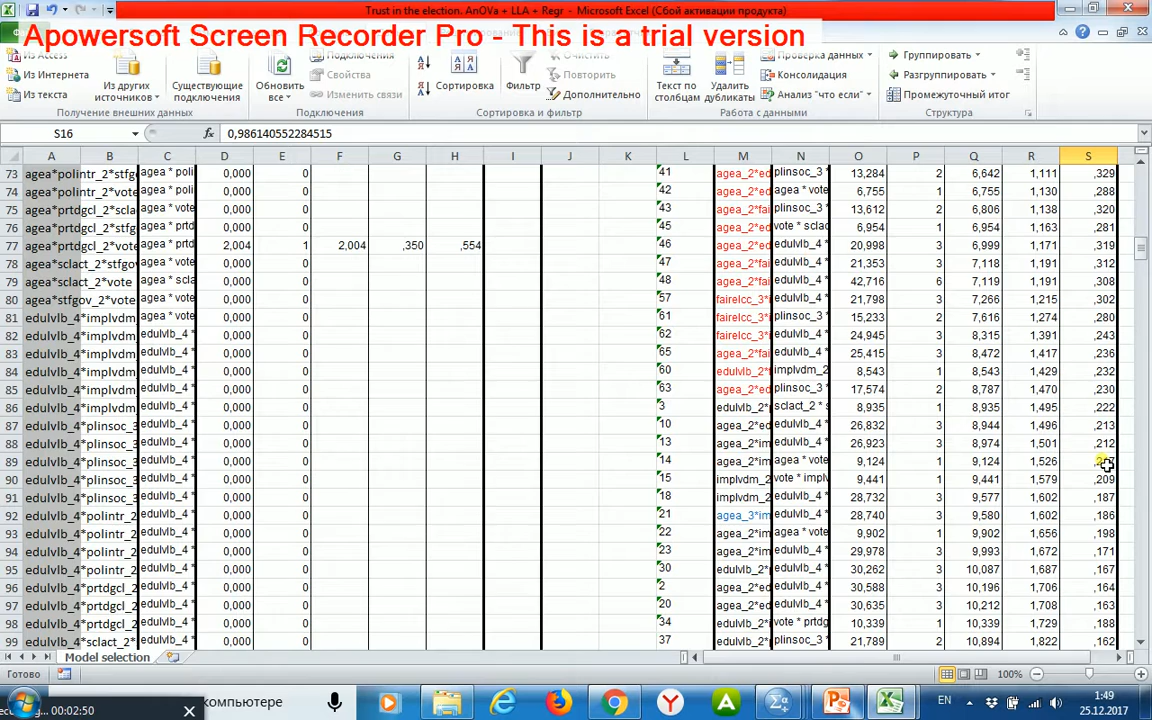 Trust in the election. AnOVa + LLA + Regr - Microsoft Excel (Сбой активации продукта)
Apowersoft Screen Recorder Pro - This is a trial version
Из Access
Из Интернета
Из текста
Из других источников
Существующие подключения
Получение внешних данных
Обновить все
Подключения
Свойства
Изменить связи
Подключения
Сортировка
Фильтр
Очистить
Повторить
Дополнительно
Сортировка и фильтр
Текст по столбцам
Удалить дубликаты
Проверка данных
Консолидация
Анализ "что если"
Работа с данными
Группировать
Разгруппировать
Промежуточный итог
Структура
S16 fx 0,986140552284515
A B C D E F G H I J K L M N O P Q R S
73 agea*polintr_2*stfg agea * poli 0,000 0 41 agea_2*ed plinsoc_3 13,284 2 6,642 1,111 ,329
74 agea*polintr_2*vote agea * poli 0,000 0 42 agea_2*ed plinsoc_3 * 6,755 1 6,755 1,130 ,288
75 agea*prtdgcl_2*scla agea * vote 0,000 0 43 agea_2*fai plinsoc_3 * 13,612 2 6,806 1,138 ,320
76 agea*prtdgcl_2*stfg agea * prt 0,000 0 45 agea_2*fai vote * scla 6,954 1 6,954 1,163 ,281
77 agea*prtdgcl_2*vote agea * prtd 2,004 1 2,004 ,350 ,554 46 agea_2*ed edulvlb_4 * 20,998 3 6,999 1,171 ,319
78 agea*sclact_2*stfgov agea * vote 0,000 0 47 agea_2*fai edulvlb_4 * 21,353 3 7,118 1,191 ,312
79 agea*sclact_2*vote agea * scla 0,000 0 48 agea_2*fai edulvlb_4 * 42,716 6 7,119 1,191 ,308
80 agea*stfgov_2*vote agea * vote 0,000 0 57 fairelcc_3*i edulvlb_4 * 21,798 3 7,266 1,215 ,302
81 edulvlb_4*implvdm_ agea * vote 0,000 0 61 fairelcc_3*i plinsoc_3 * 15,233 2 7,616 1,274 ,280
82 edulvlb_4*implvdm_ edulvlb_4 * 0,000 0 62 fairelcc_3*i edulvlb_4 * 24,945 3 8,315 1,391 ,243
83 edulvlb_4*implvdm_ edulvlb_4 * 0,000 0 65 agea_2*fai edulvlb_4 * 25,415 3 8,472 1,417 ,236
84 edulvlb_4*implvdm_ edulvlb_4 * 0,000 0 60 edulvlb_2*f implvdm_2 8,543 1 8,543 1,429 ,232
85 edulvlb_4*implvdm_ edulvlb_4 * 0,000 0 63 agea_2*ed plinsoc_3 * 17,574 2 8,787 1,470 ,230
86 edulvlb_4*implvdm_ edulvlb_4 * 0,000 0 3 edulvlb_2* sclact_2 * s 8,935 1 8,935 1,495 ,222
87 edulvlb_4*plinsoc_3 edulvlb_4 * 0,000 0 10 agea_2*ed edulvlb_4 * 26,832 3 8,944 1,496 ,213
88 edulvlb_4*plinsoc_3 edulvlb_4 * 0,000 0 13 agea_2*im edulvlb_4 * 26,923 3 8,974 1,501 ,212
89 edulvlb_4*plinsoc_3 edulvlb_4 * 0,000 0 14 agea_2*im agea * vote 9,124 1 9,124 1,526
90 edulvlb_4*plinsoc_3 edulvlb_4 * 0,000 0 15 implvdm_2 vote * implv 9,441 1 9,441 1,579 ,209
91 edulvlb_4*plinsoc_3 edulvlb_4 * 0,000 0 18 implvdm_2 edulvlb_4 * 28,732 3 9,577 1,602 ,187
92 edulvlb_4*polintr_2 edulvlb_4 * 0,000 0 21 agea_3*im edulvlb_4 * 28,740 3 9,580 1,602 ,186
93 edulvlb_4*polintr_2 edulvlb_4 * 0,000 0 22 agea_2*im agea * vote 9,902 1 9,902 1,656 ,198
94 edulvlb_4*polintr_2 edulvlb_4 * 0,000 0 23 agea_2*im edulvlb_4 * 29,978 3 9,993 1,672 ,171
95 edulvlb_4*polintr_2 edulvlb_4 * 0,000 0 30 edulvlb_2* edulvlb_4 * 30,262 3 10,087 1,687 ,167
96 edulvlb_4*prtdgcl_2 edulvlb_4 * 0,000 0 2 agea_2*ed edulvlb_4 * 30,588 3 10,196 1,706 ,164
97 edulvlb_4*prtdgcl_2 edulvlb_4 * 0,000 0 20 agea_2*ed edulvlb_4 * 30,635 3 10,212 1,708 ,163
98 edulvlb_4*prtdgcl_2 edulvlb_4 * 0,000 0 34 edulvlb_2* vote * prtdg 10,339 1 10,339 1,729 ,188
99 edulvlb_4*sclact_2* edulvlb_4 * 0,000 0 37 edulvlb_2* plinsoc_3 * 21,789 2 10,894 1,822 ,162
Model selection
Готово 100%
компьютере EN 1:49
25.12.2017
00:02:50